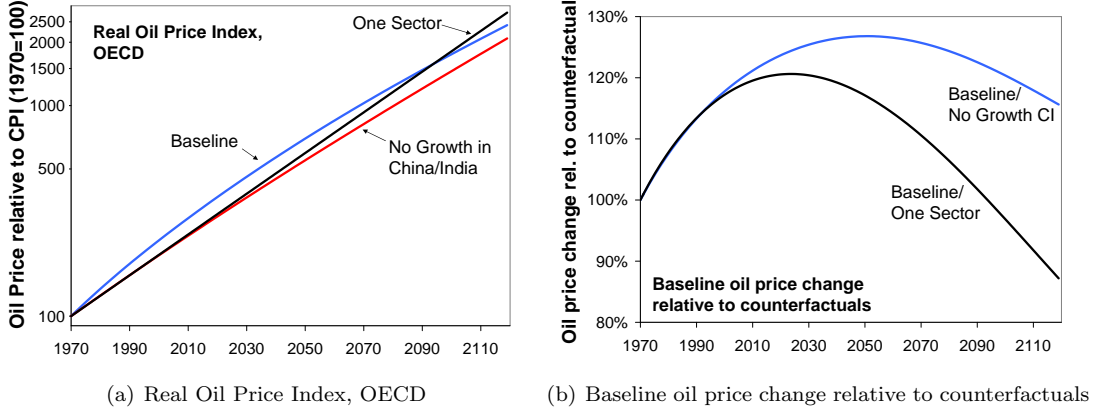 Oil Price relative to CPI (1970=100)
2500
2000
1500
1000
500
100
Real Oil Price Index,
OECD
One Sector
Baseline
No Growth in
China/India
1970
1990
2010
2030
2050
2070
2090
2110
(a) Real Oil Price Index, OECD
Oil price change rel. to counterfactual
130%
120%
110%
100%
90%
80%
Baseline/
No Growth CI
Baseline/
One Sector
Baseline oil price change
relative to counterfactuals
1970
1990
2010
2030
2050
2070
2090
2110
(b) Baseline oil price change relative to counterfactuals